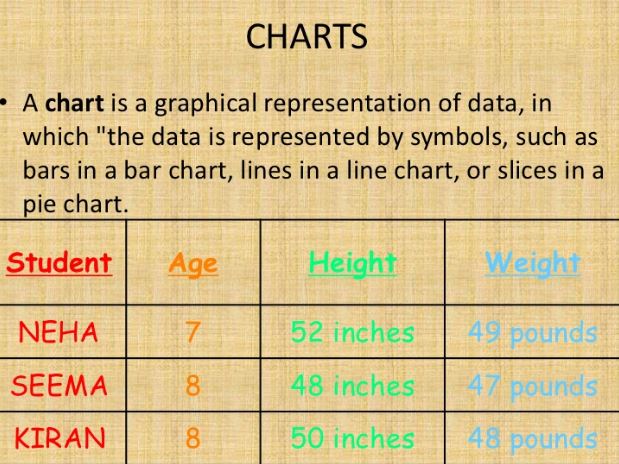 CHARTS
• A chart is a graphical representation of data, in
which "the data is represented by symbols, such as
bars in a bar chart, lines in a line chart, or slices in a
pie chart.
Student Age Height Weight
NEHA 7 52 inches 49 pounds
SEEMA 8 48 inches 47 pounds
KIRAN 8 50 inches 48 pounds